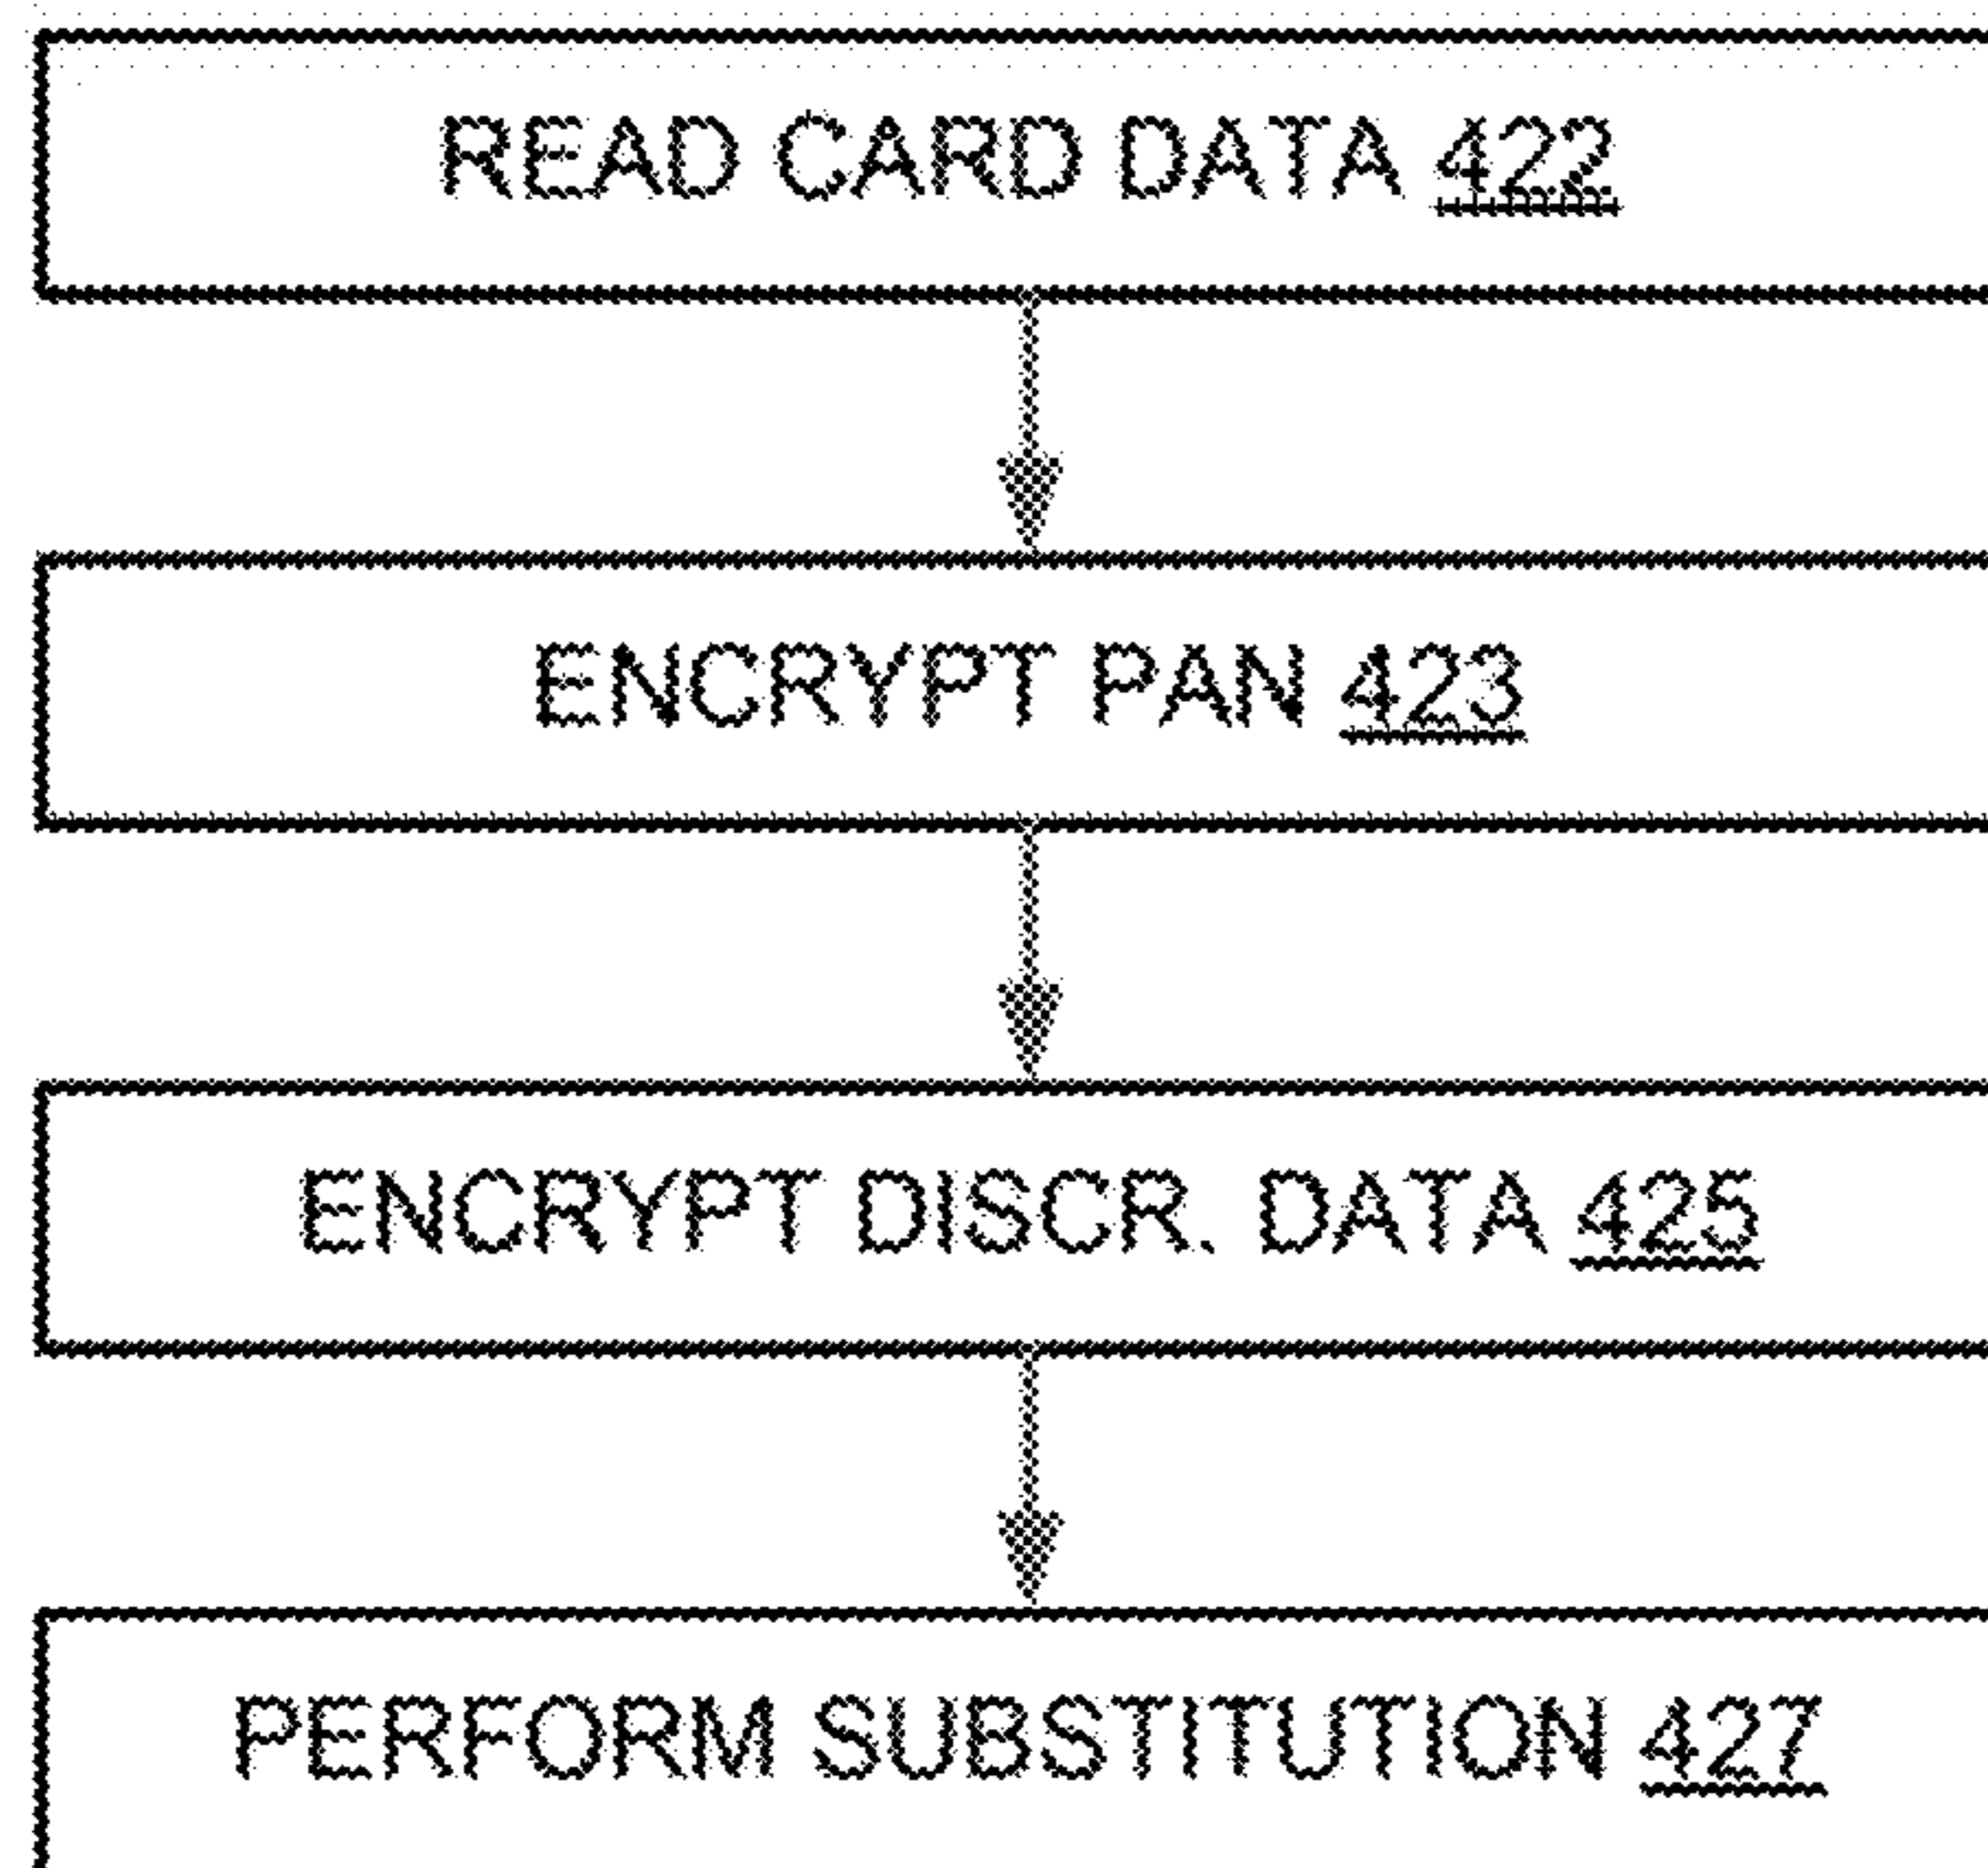 READ CARD DATA 422
ENCRYPT PAN 423
ENCRYPT DISCR. DATA 425
PERFORM SUBSTITUTION 427